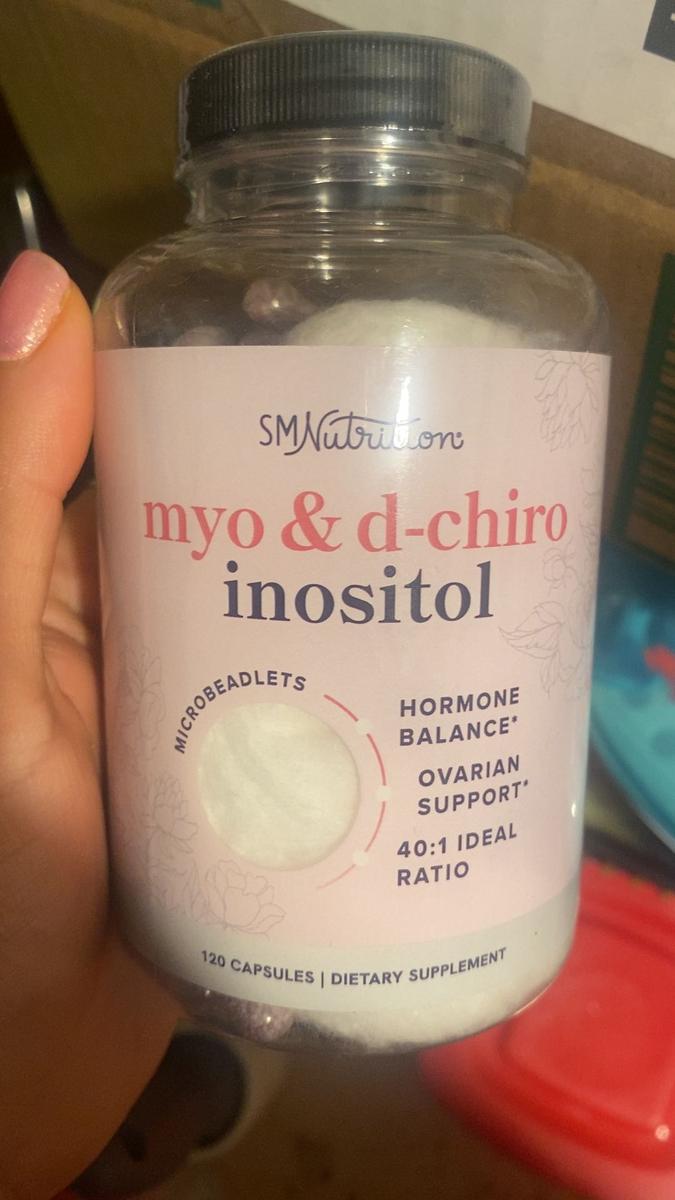 SMNutrition®
myo & d-chiro
inositol
MICROBEADLETS
HORMONE
BALANCE*
OVARIAN
SUPPORT*
40:1 IDEAL
RATIO
120 CAPSULES | DIETARY SUPPLEMENT